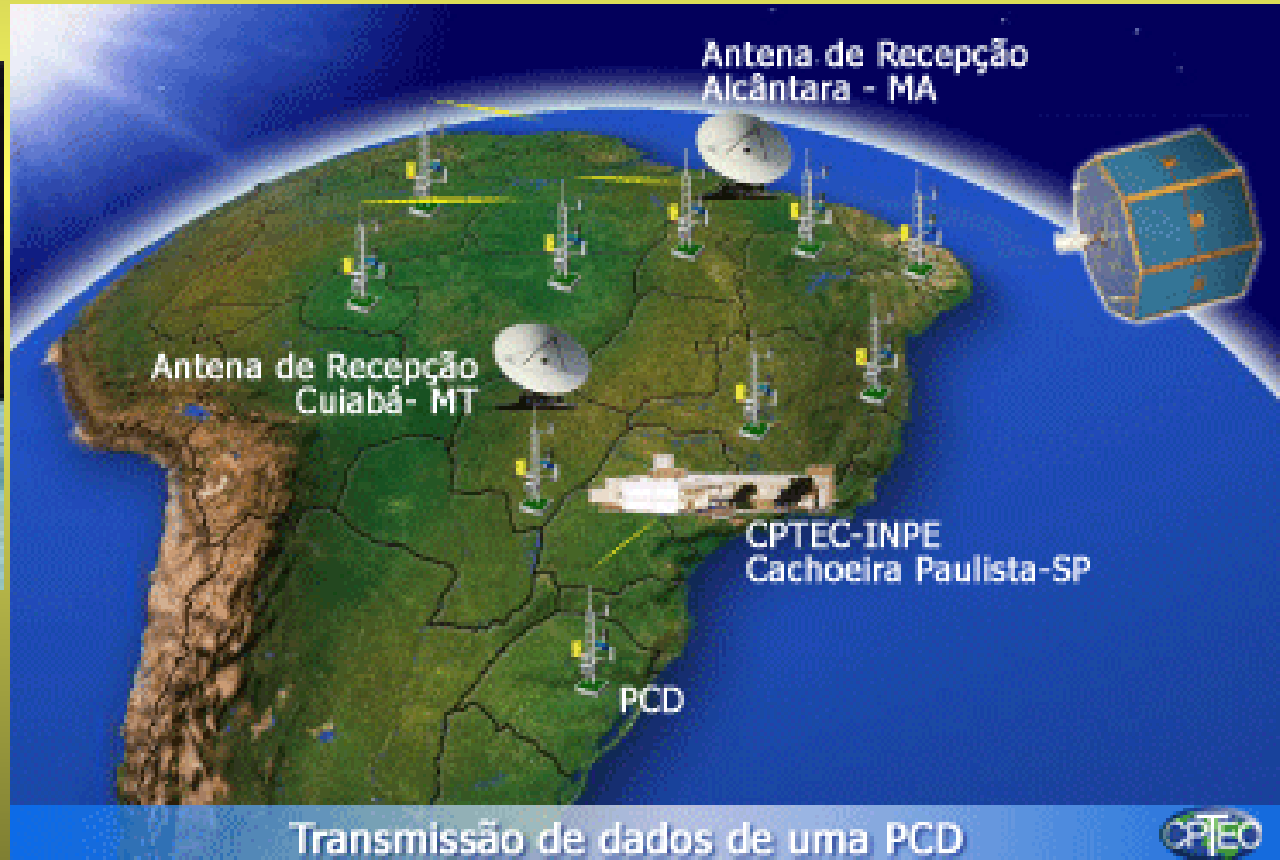 Antena de Recepção
Alcântara - MA
Antena de Recepção
Cuiabá- MT
CPTEC-INPE
Cachoeira Paulista-SP
PCD
Transmissão de dados de uma PCD
CPTEC